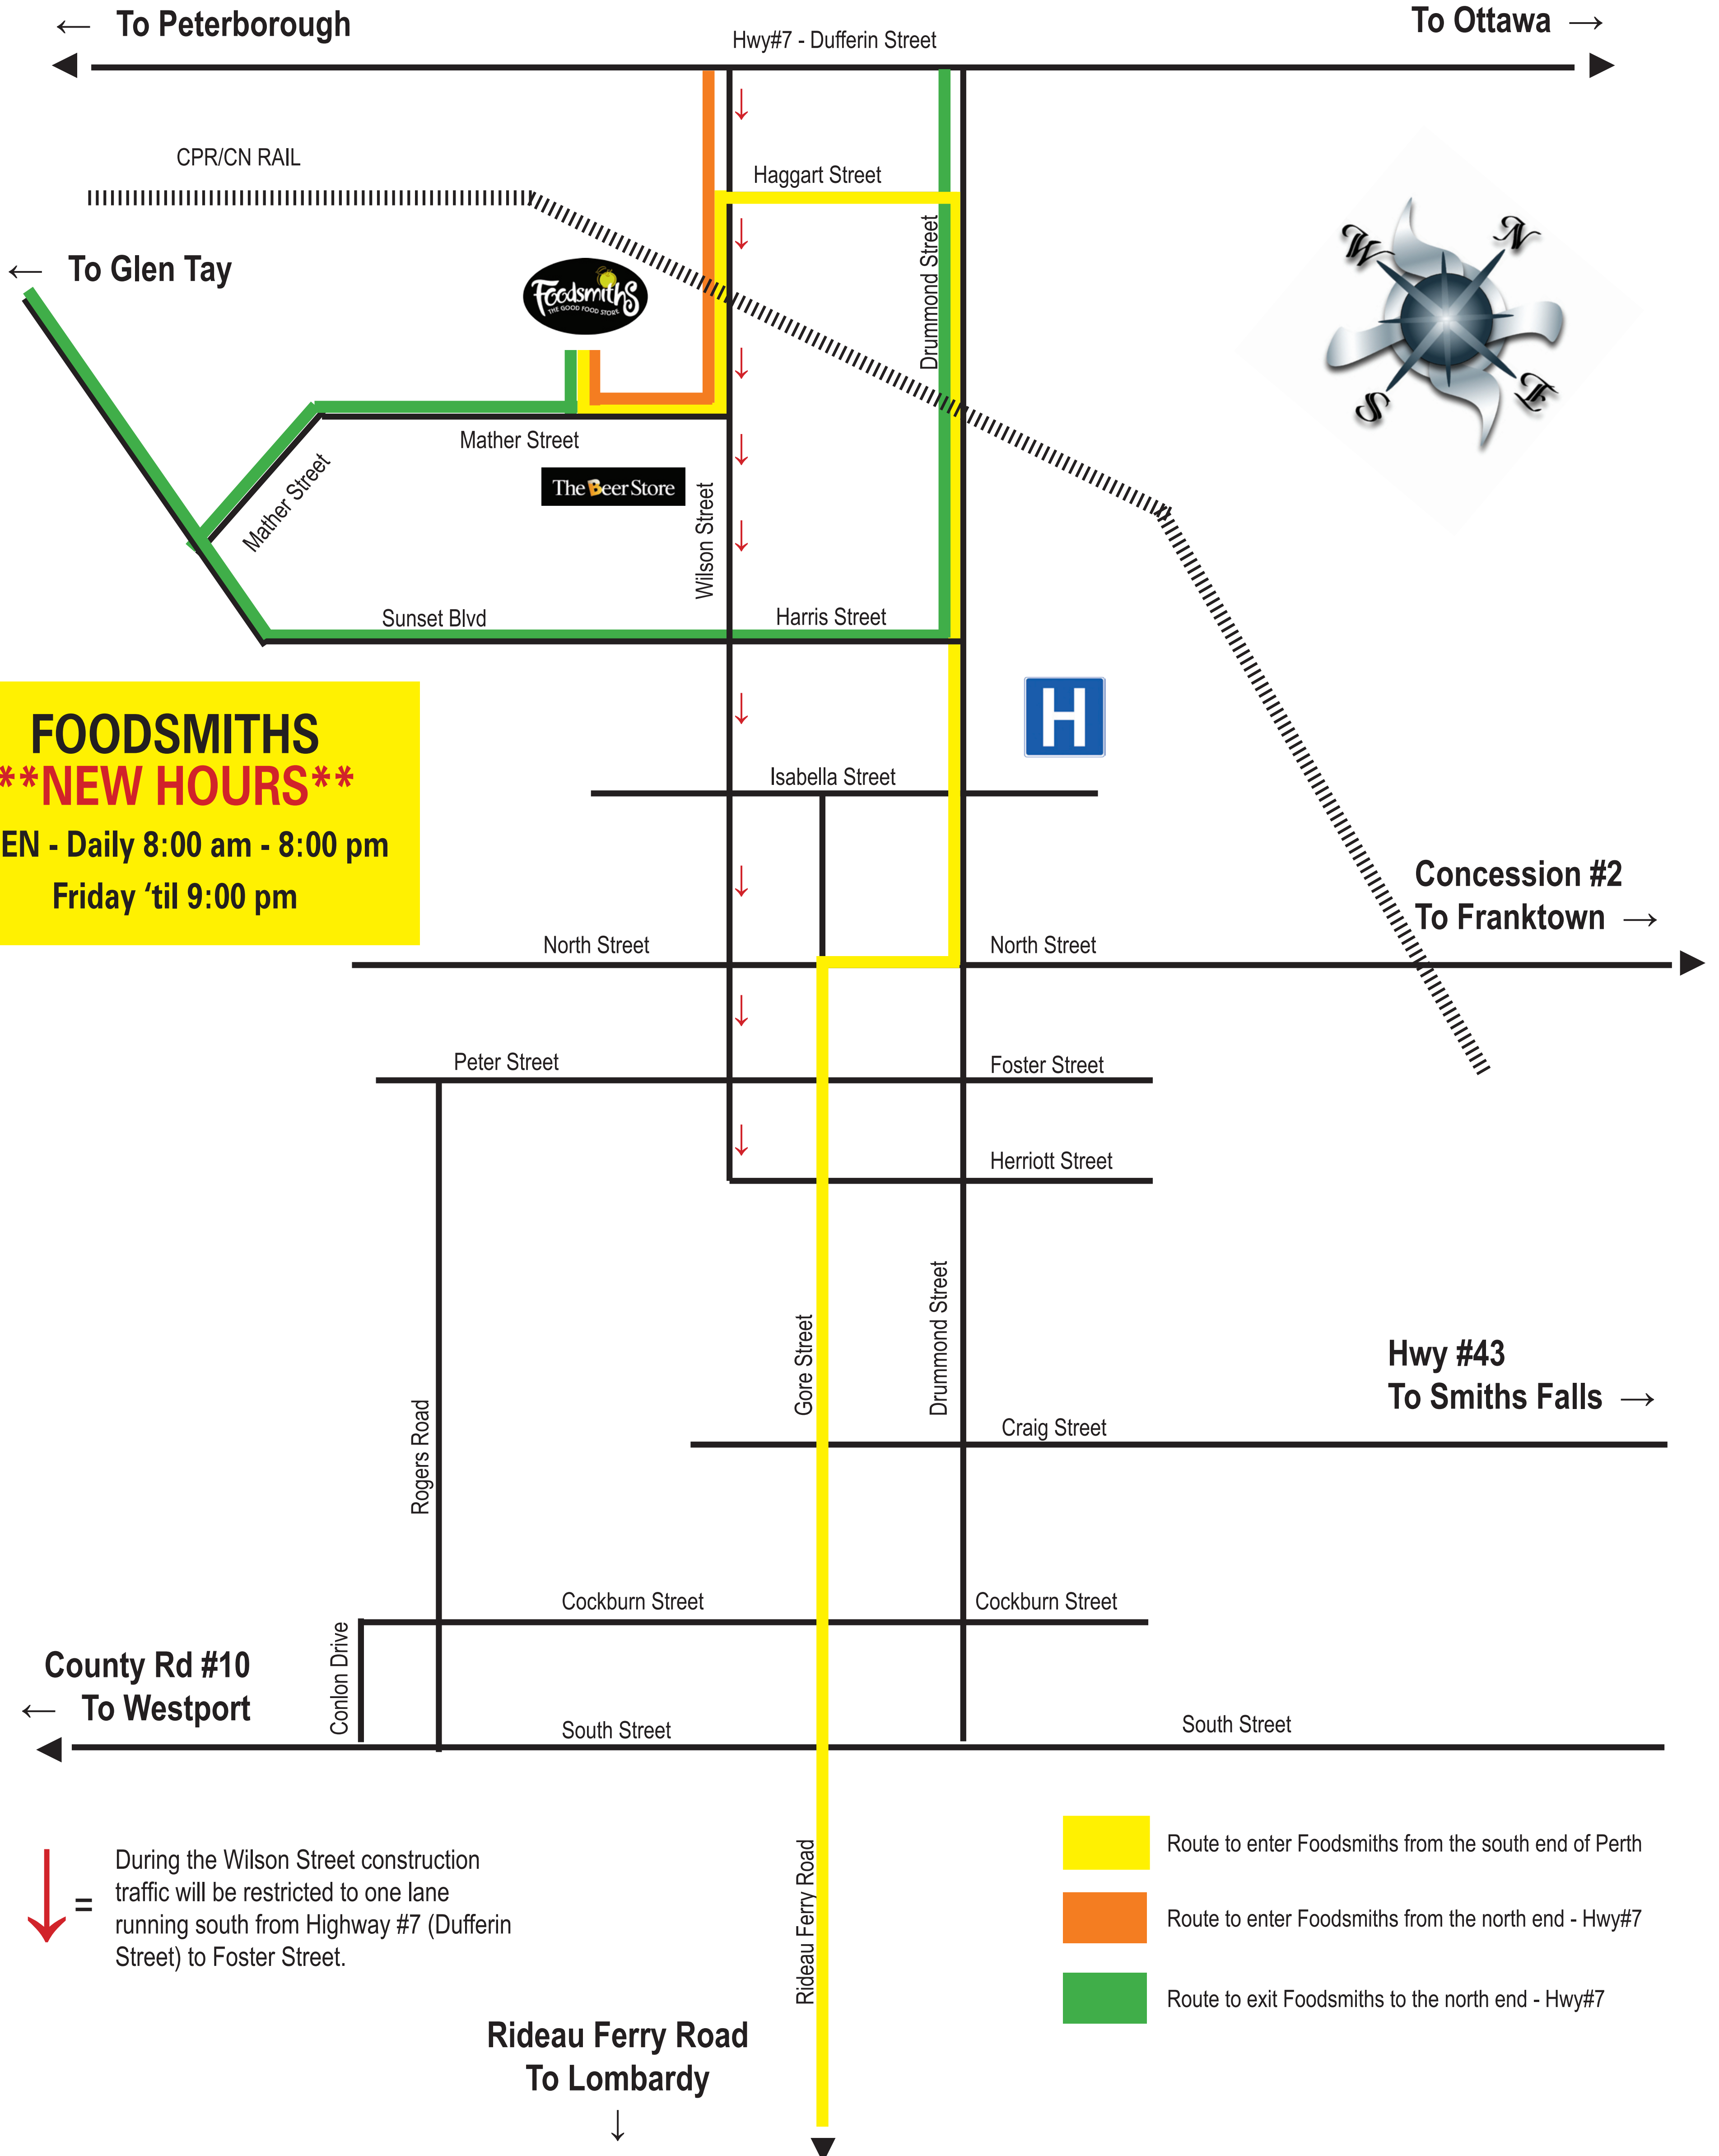 ← To Peterborough
To Ottawa →
Hwy#7 - Dufferin Street
CPR/CN RAIL
Haggart Street
← To Glen Tay
Foodsmiths
THE GOOD FOOD STORE
Drummond Street
W
N
S
E
Mather Street
Mather Street
The Beer Store
Wilson Street
Sunset Blvd
Harris Street
H
FOODSMITHS
**NEW HOURS**
EN - Daily 8:00 am - 8:00 pm
Friday ‘til 9:00 pm
Isabella Street
Concession #2
To Franktown →
North Street
North Street
Peter Street
Foster Street
Herriott Street
Gore Street
Drummond Street
Hwy #43
To Smiths Falls →
Craig Street
Rogers Road
Cockburn Street
Cockburn Street
Conlon Drive
County Rd #10
← To Westport
South Street
South Street
↓ = During the Wilson Street construction
traffic will be restricted to one lane
running south from Highway #7 (Dufferin
Street) to Foster Street.
Rideau Ferry Road
Route to enter Foodsmiths from the south end of Perth
Route to enter Foodsmiths from the north end - Hwy#7
Route to exit Foodsmiths to the north end - Hwy#7
Rideau Ferry Road
To Lombardy
↓